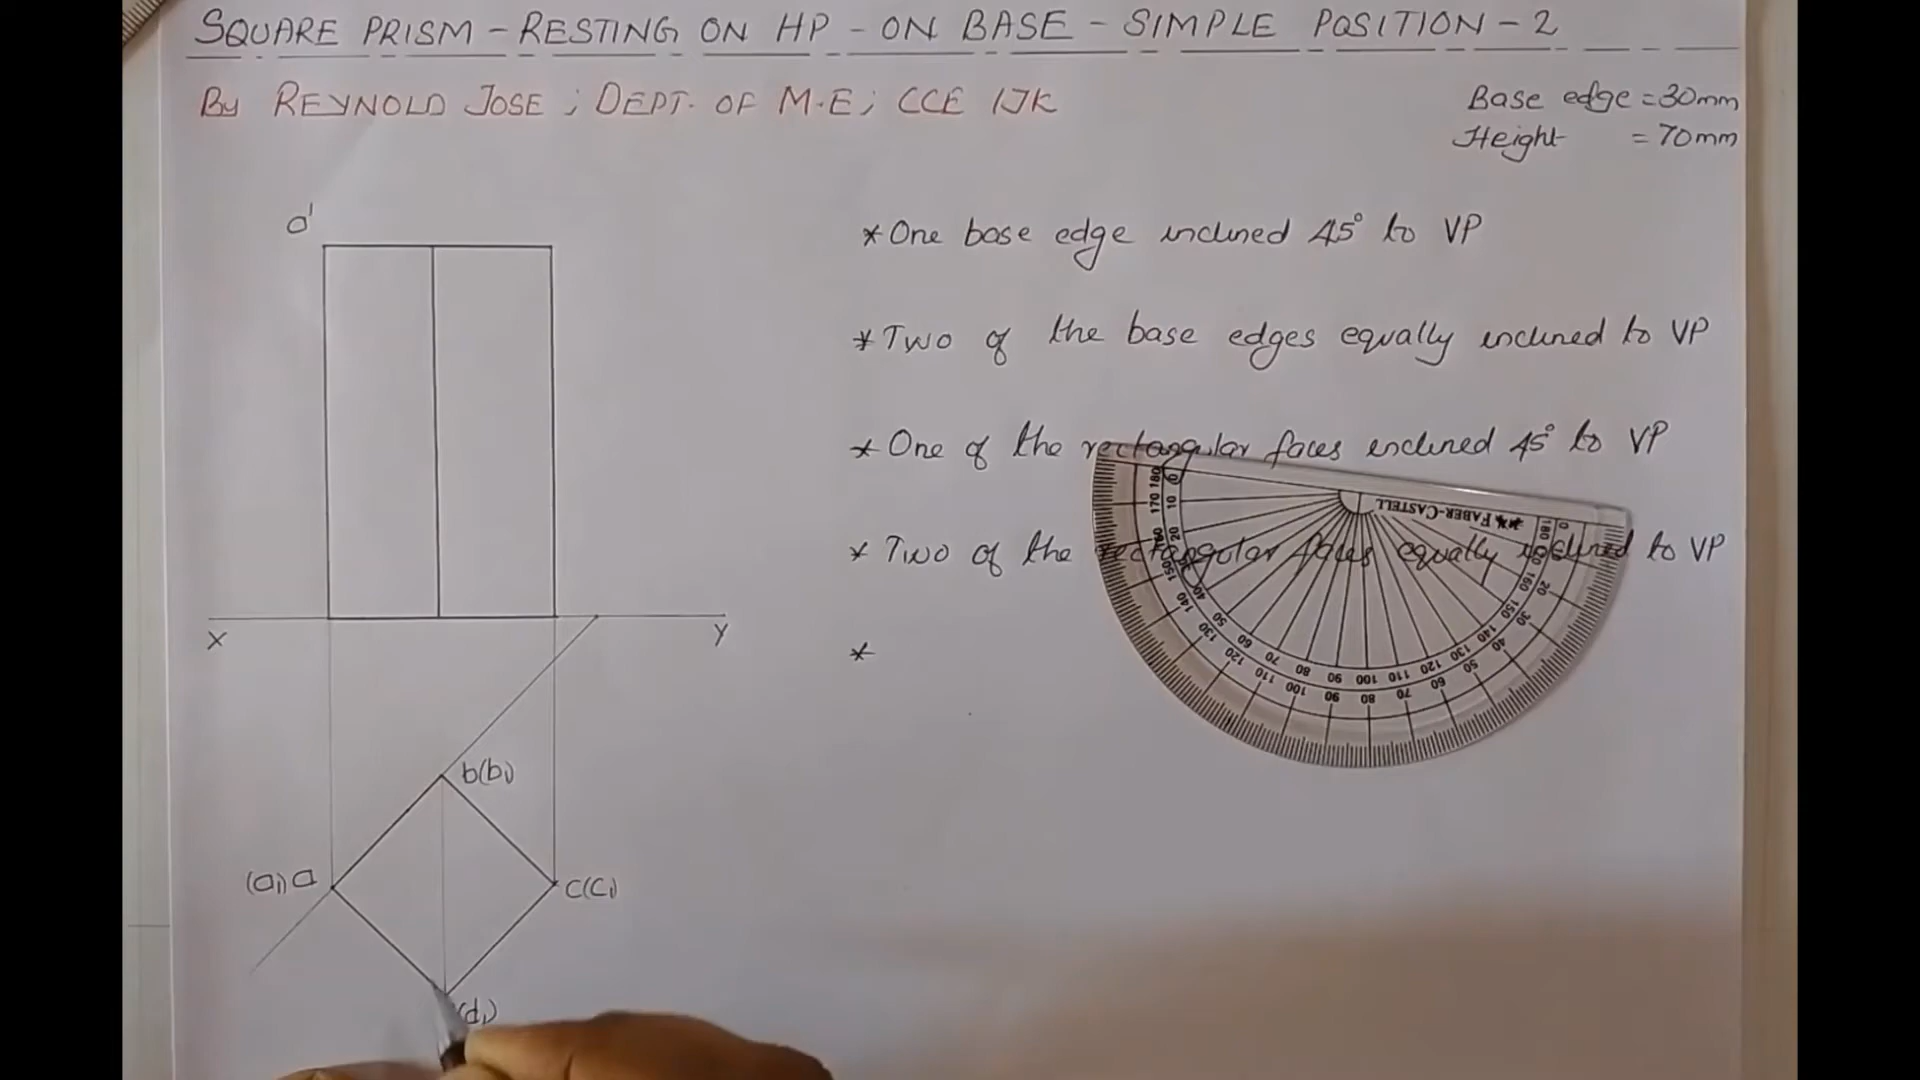 SQUARE PRISM - RESTING ON HP - ON BASE - SIMPLE POSITION - 2
By REYNOLD JOSE ; DEPT. OF M.E ; CCE IJK
Base edge = 30mm
Height = 70mm
a'
* One base edge inclined 45° to VP
* Two of the base edges equally inclined to VP
* One of the rectangular faces inclined 45° to VP
* Two of the rectangular faces equally inclined to VP
*
FABER-CASTELL
X
Y
b(b₁)
(a₁)a
c(c₁)
(d₁)